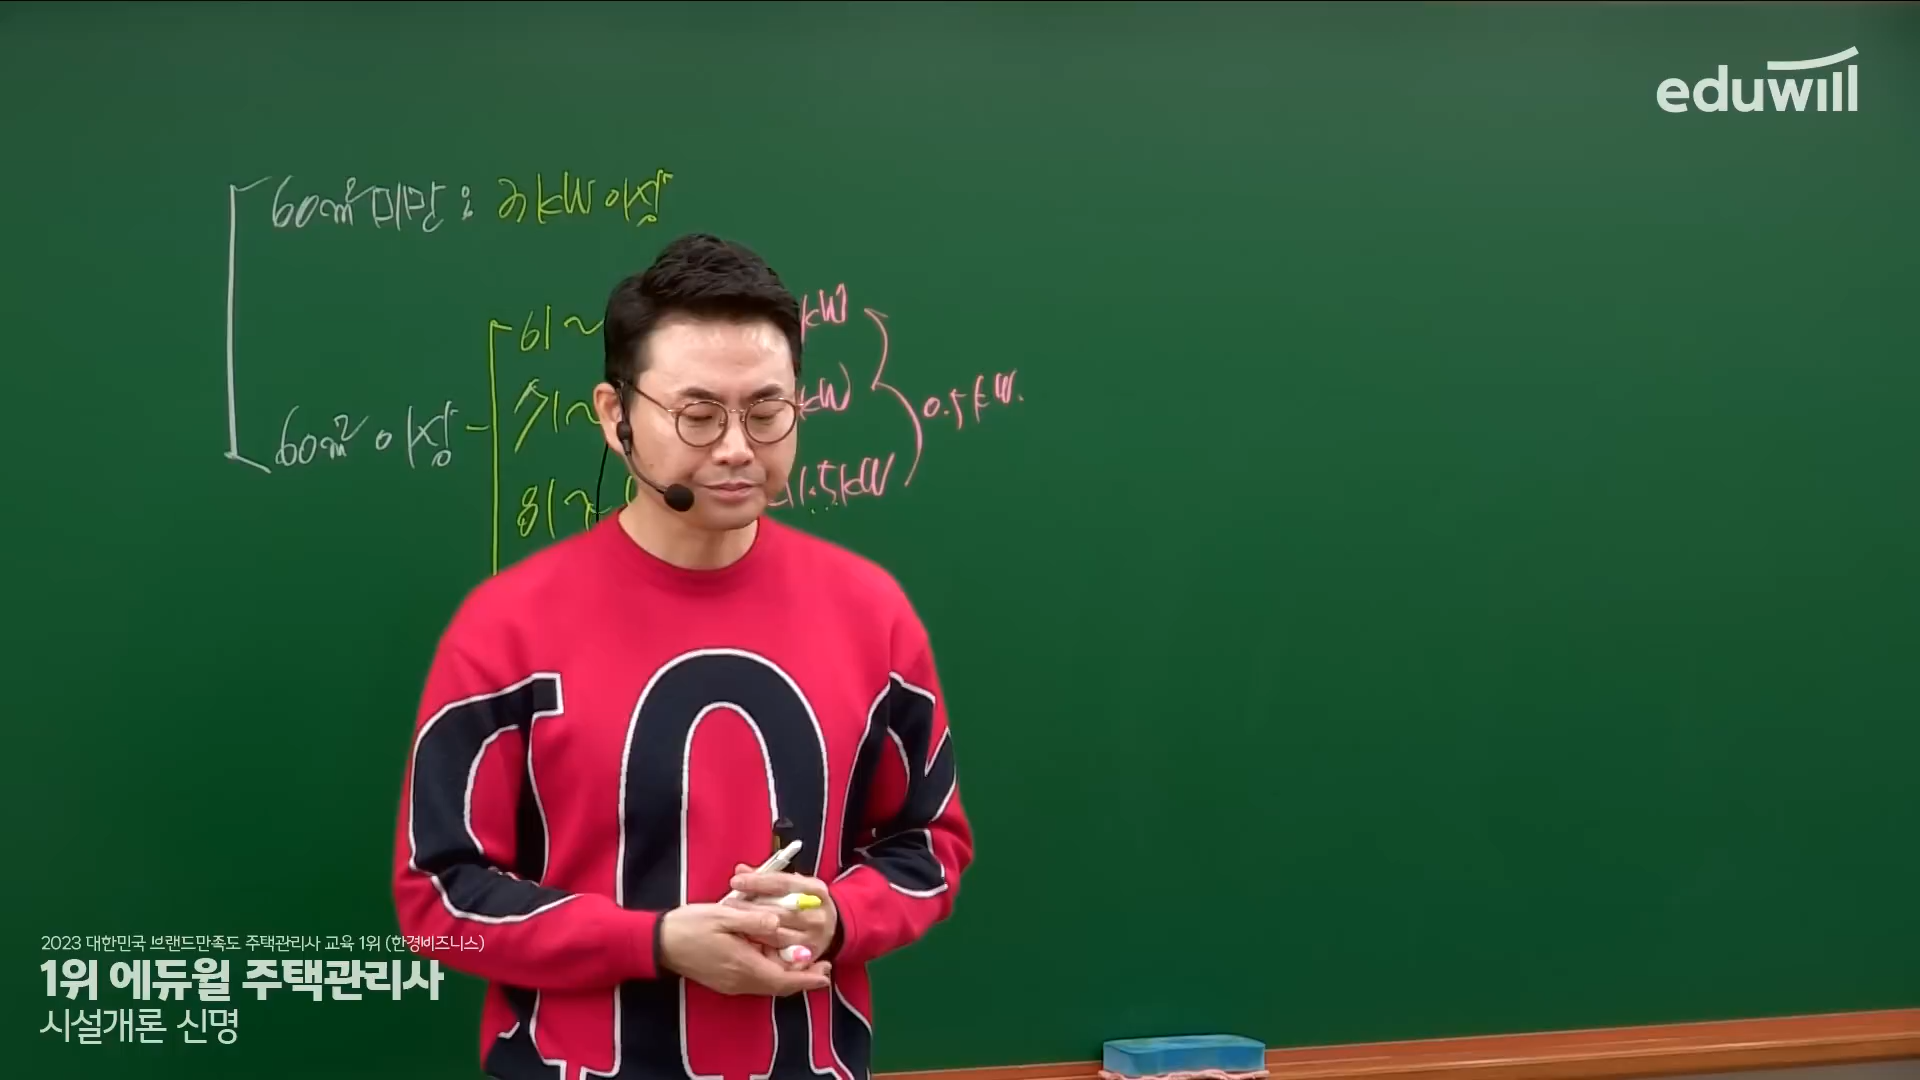 eduwill
60m² 미만 : 3kW 이상
61~ kW
71~ kW
0.5kW.
60m² 이상
81~ 1.5kW
2023 대한민국 브랜드만족도 주택관리사 교육 1위 (한경비즈니스)
1위 에듀윌 주택관리사
시설개론 신명